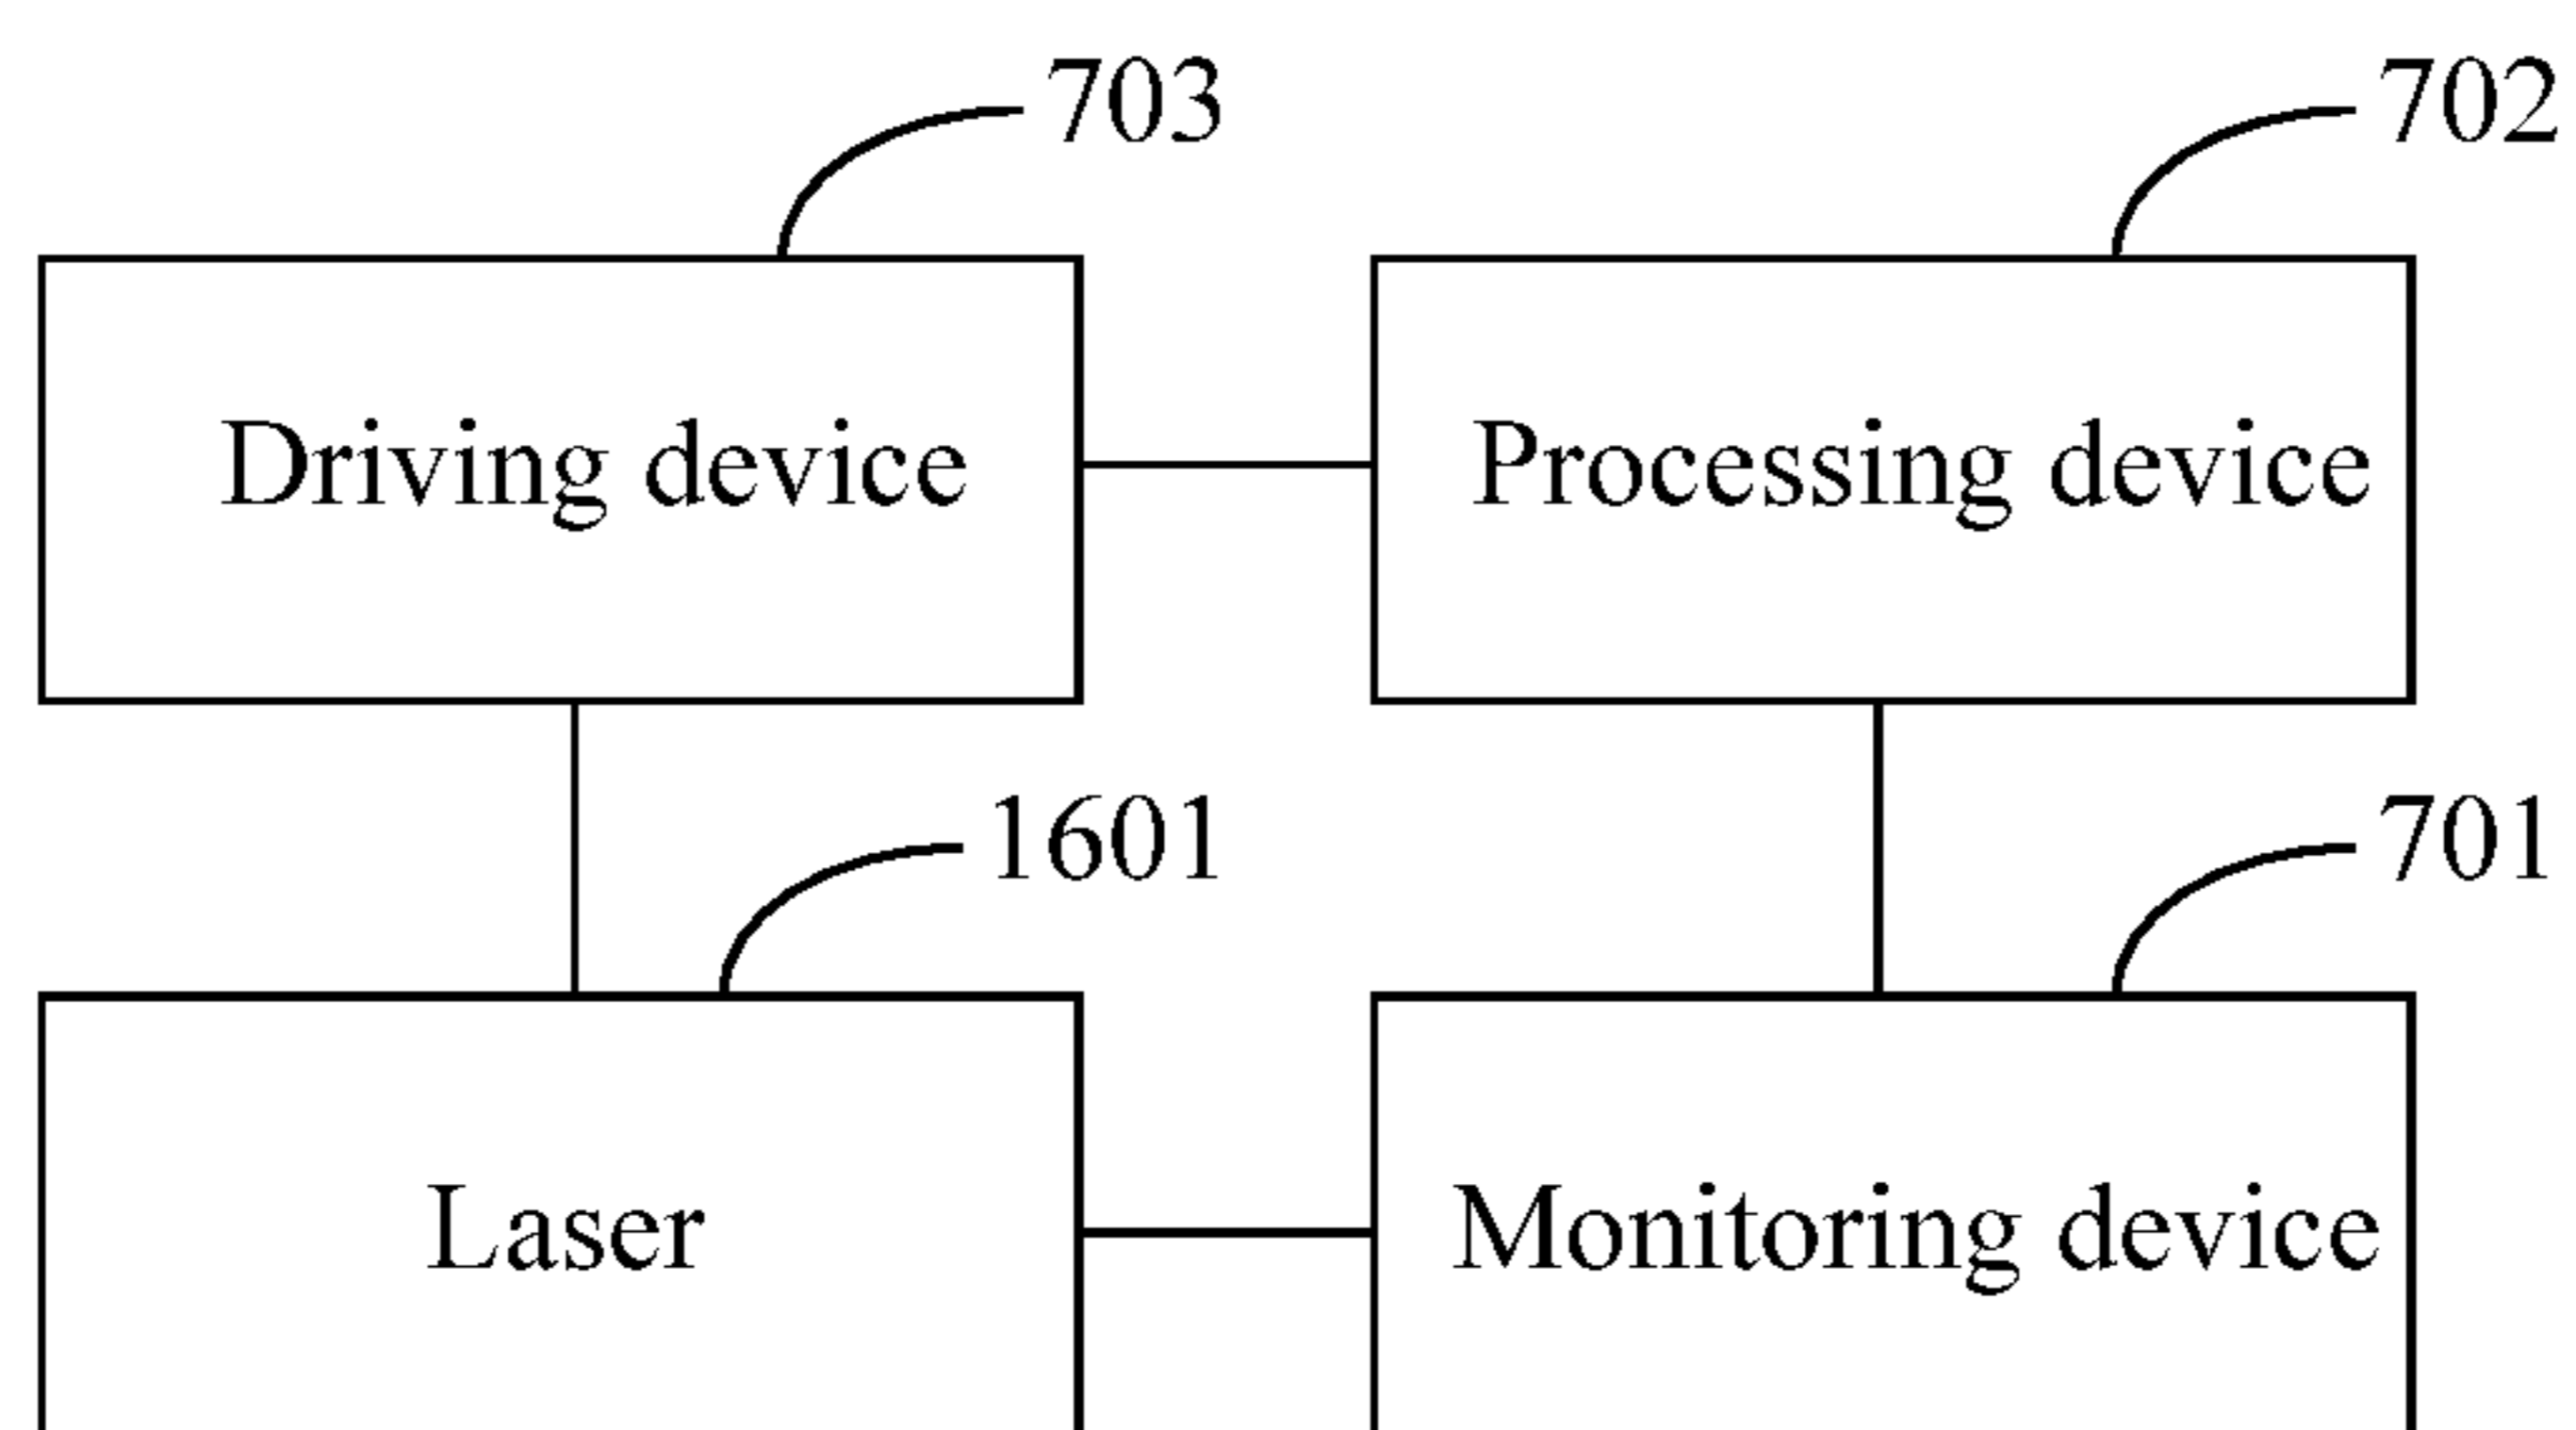 703
702
Driving device
Processing device
1601
701
Laser
Monitoring device